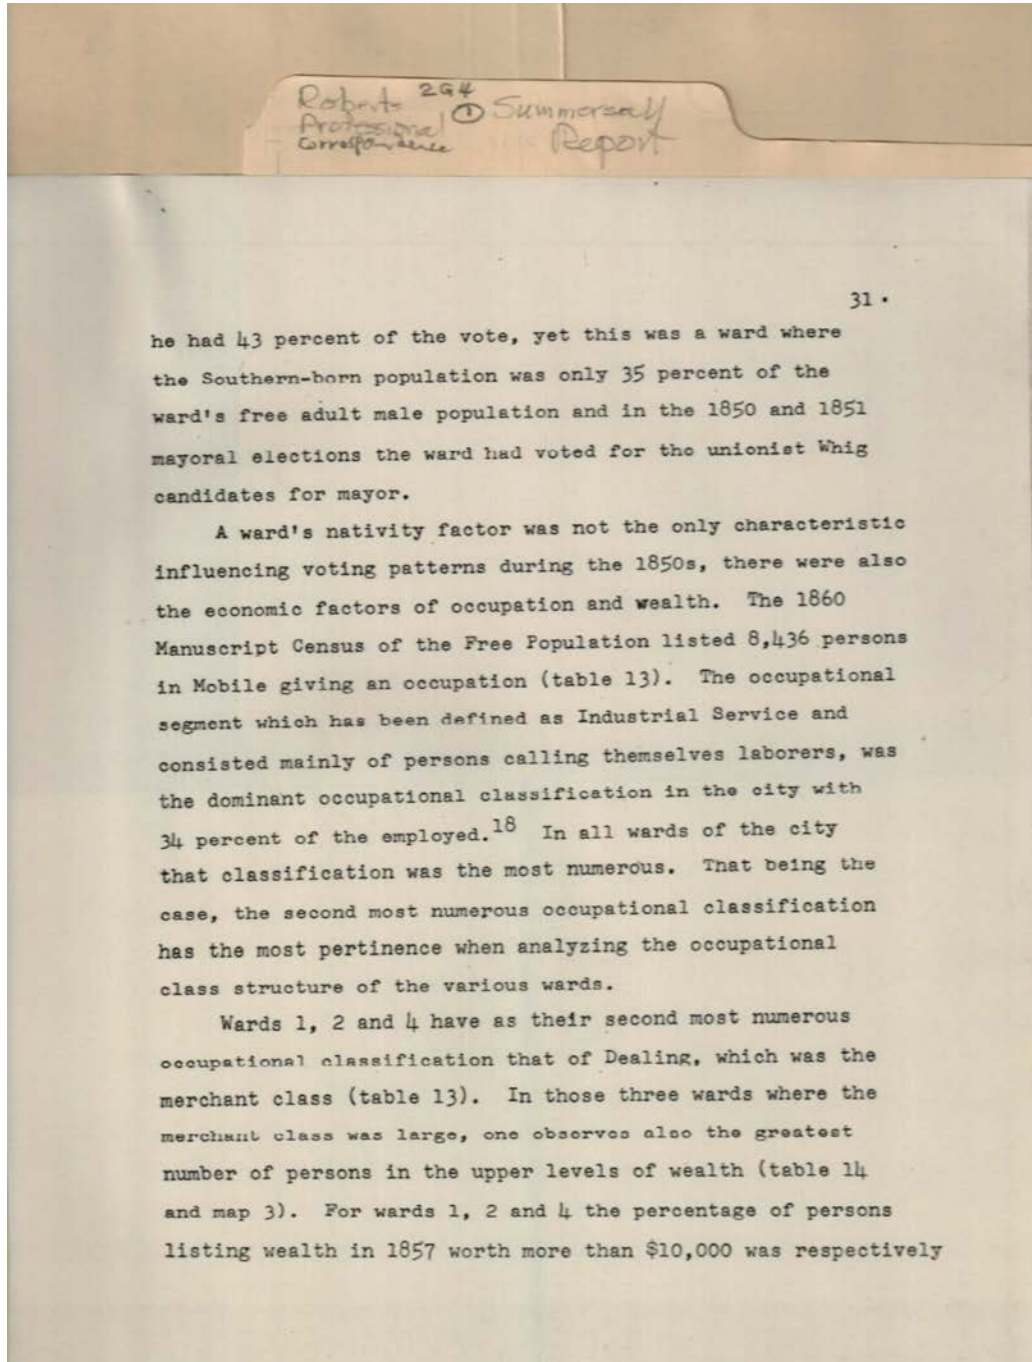 Roberts 2G4 ① Summersell
Professional Report
Correspondence
31.
he had 43 percent of the vote, yet this was a ward where
the Southern-born population was only 35 percent of the
ward's free adult male population and in the 1850 and 1851
mayoral elections the ward had voted for the unionist Whig
candidates for mayor.
A ward's nativity factor was not the only characteristic
influencing voting patterns during the 1850s, there were also
the economic factors of occupation and wealth. The 1860
Manuscript Census of the Free Population listed 8,436 persons
in Mobile giving an occupation (table 13). The occupational
segment which has been defined as Industrial Service and
consisted mainly of persons calling themselves laborers, was
the dominant occupational classification in the city with
34 percent of the employed.18 In all wards of the city
that classification was the most numerous. That being the
case, the second most numerous occupational classification
has the most pertinence when analyzing the occupational
class structure of the various wards.
Wards 1, 2 and 4 have as their second most numerous
occupational classification that of Dealing, which was the
merchant class (table 13). In those three wards where the
merchant class was large, one observes also the greatest
number of persons in the upper levels of wealth (table 14
and map 3). For wards 1, 2 and 4 the percentage of persons
listing wealth in 1857 worth more than $10,000 was respectively